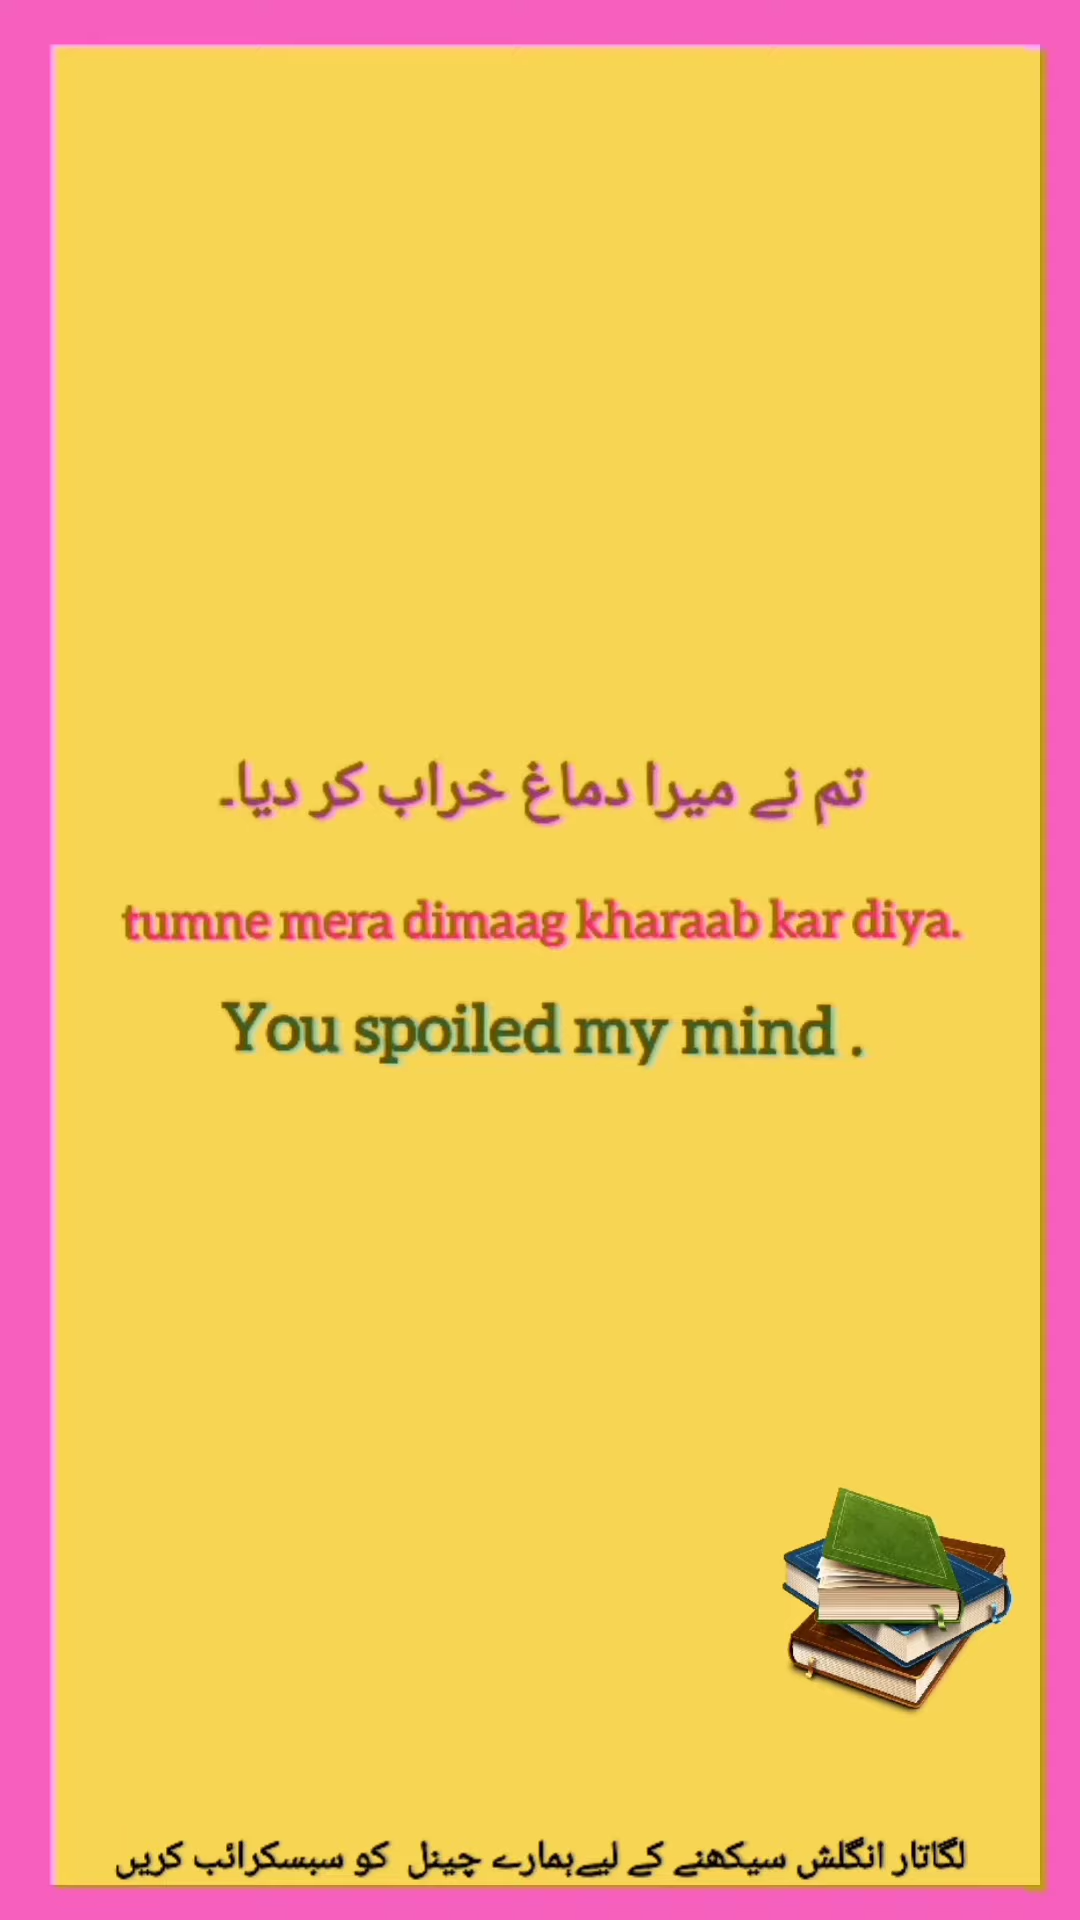 تم نے میرا دماغ خراب کر دیا۔
tumne mera dimaag kharaab kar diya.
You spoiled my mind .
لگاتار انگلش سیکھنے کے لیےہمارے چینل کو سبسکرائب کریں